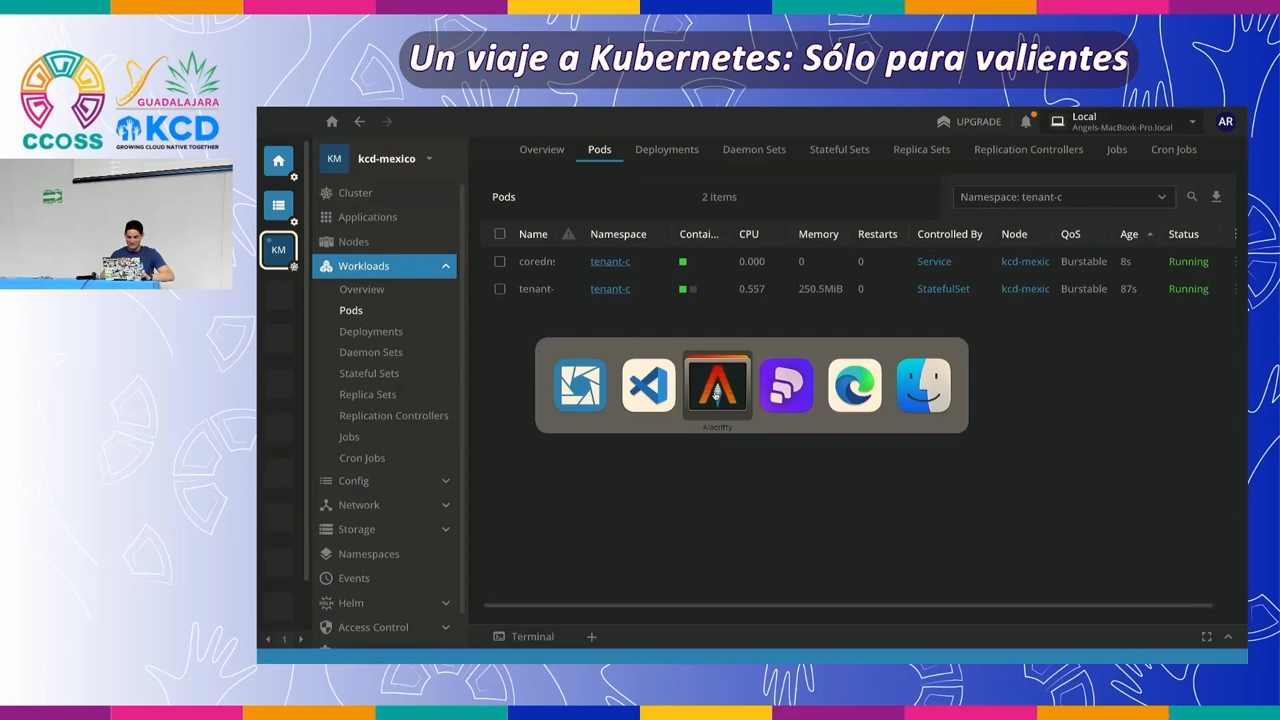 Un viaje a Kubernetes: Sólo para valientes
CCOSS
GUADALAJARA
KCD
GROWING CLOUD NATIVE TOGETHER
UPGRADE
Local
Angels-MacBook-Pro.local
AR
KM
kcd-mexico
Overview
Pods
Deployments
Daemon Sets
Stateful Sets
Replica Sets
Replication Controllers
Jobs
Cron Jobs
KM
Cluster
Applications
Nodes
Workloads
Overview
Pods
Deployments
Daemon Sets
Stateful Sets
Replica Sets
Replication Controllers
Jobs
Cron Jobs
Config
Network
Storage
Namespaces
Events
Helm
Access Control
1
Pods
2 items
Namespace: tenant-c
Name Namespace Contai... CPU Memory Restarts Controlled By Node QoS Age Status
coredn: tenant-c 0.000 0 0 Service kcd-mexic Burstable 8s Running
tenant- tenant-c 0.557 250.5MiB 0 StatefulSet kcd-mexic Burstable 87s Running
Alacritty
Terminal